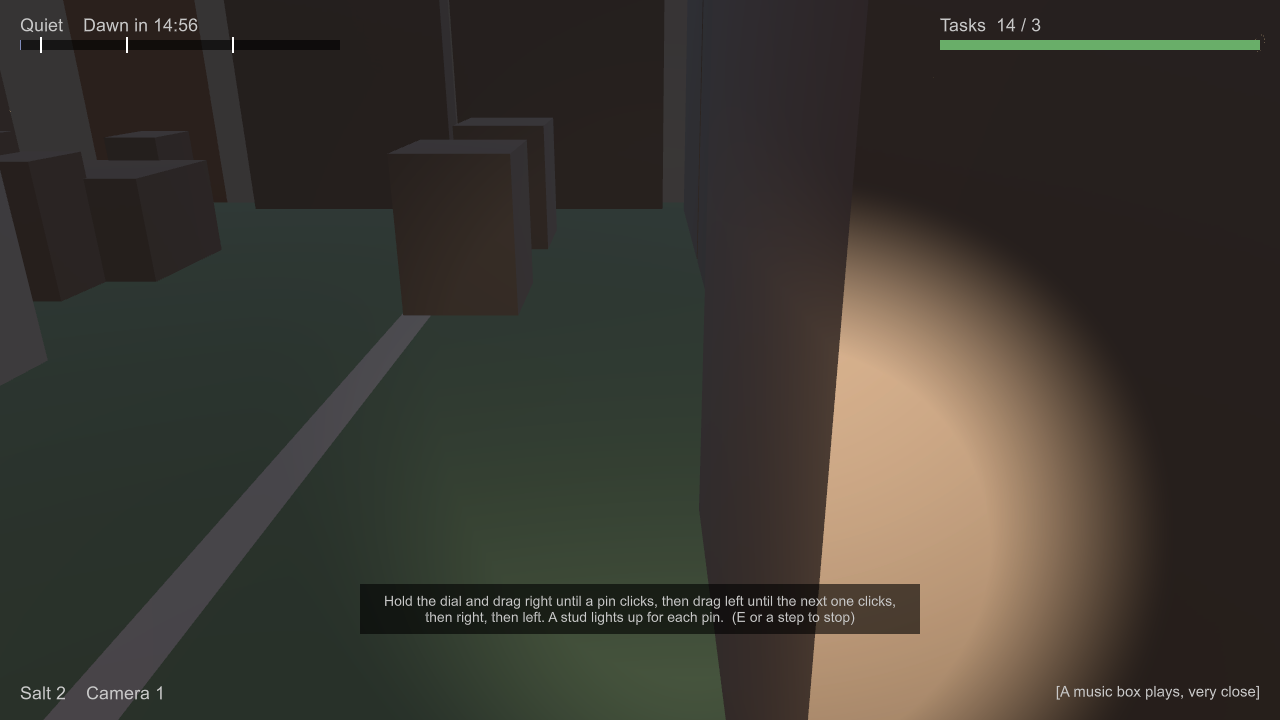 Quiet Dawn in 14:56
Tasks 14 / 3
Hold the dial and drag right until a pin clicks, then drag left until the next one clicks,
then right, then left. A stud lights up for each pin. (E or a step to stop)
Salt 2 Camera 1
[A music box plays, very close]